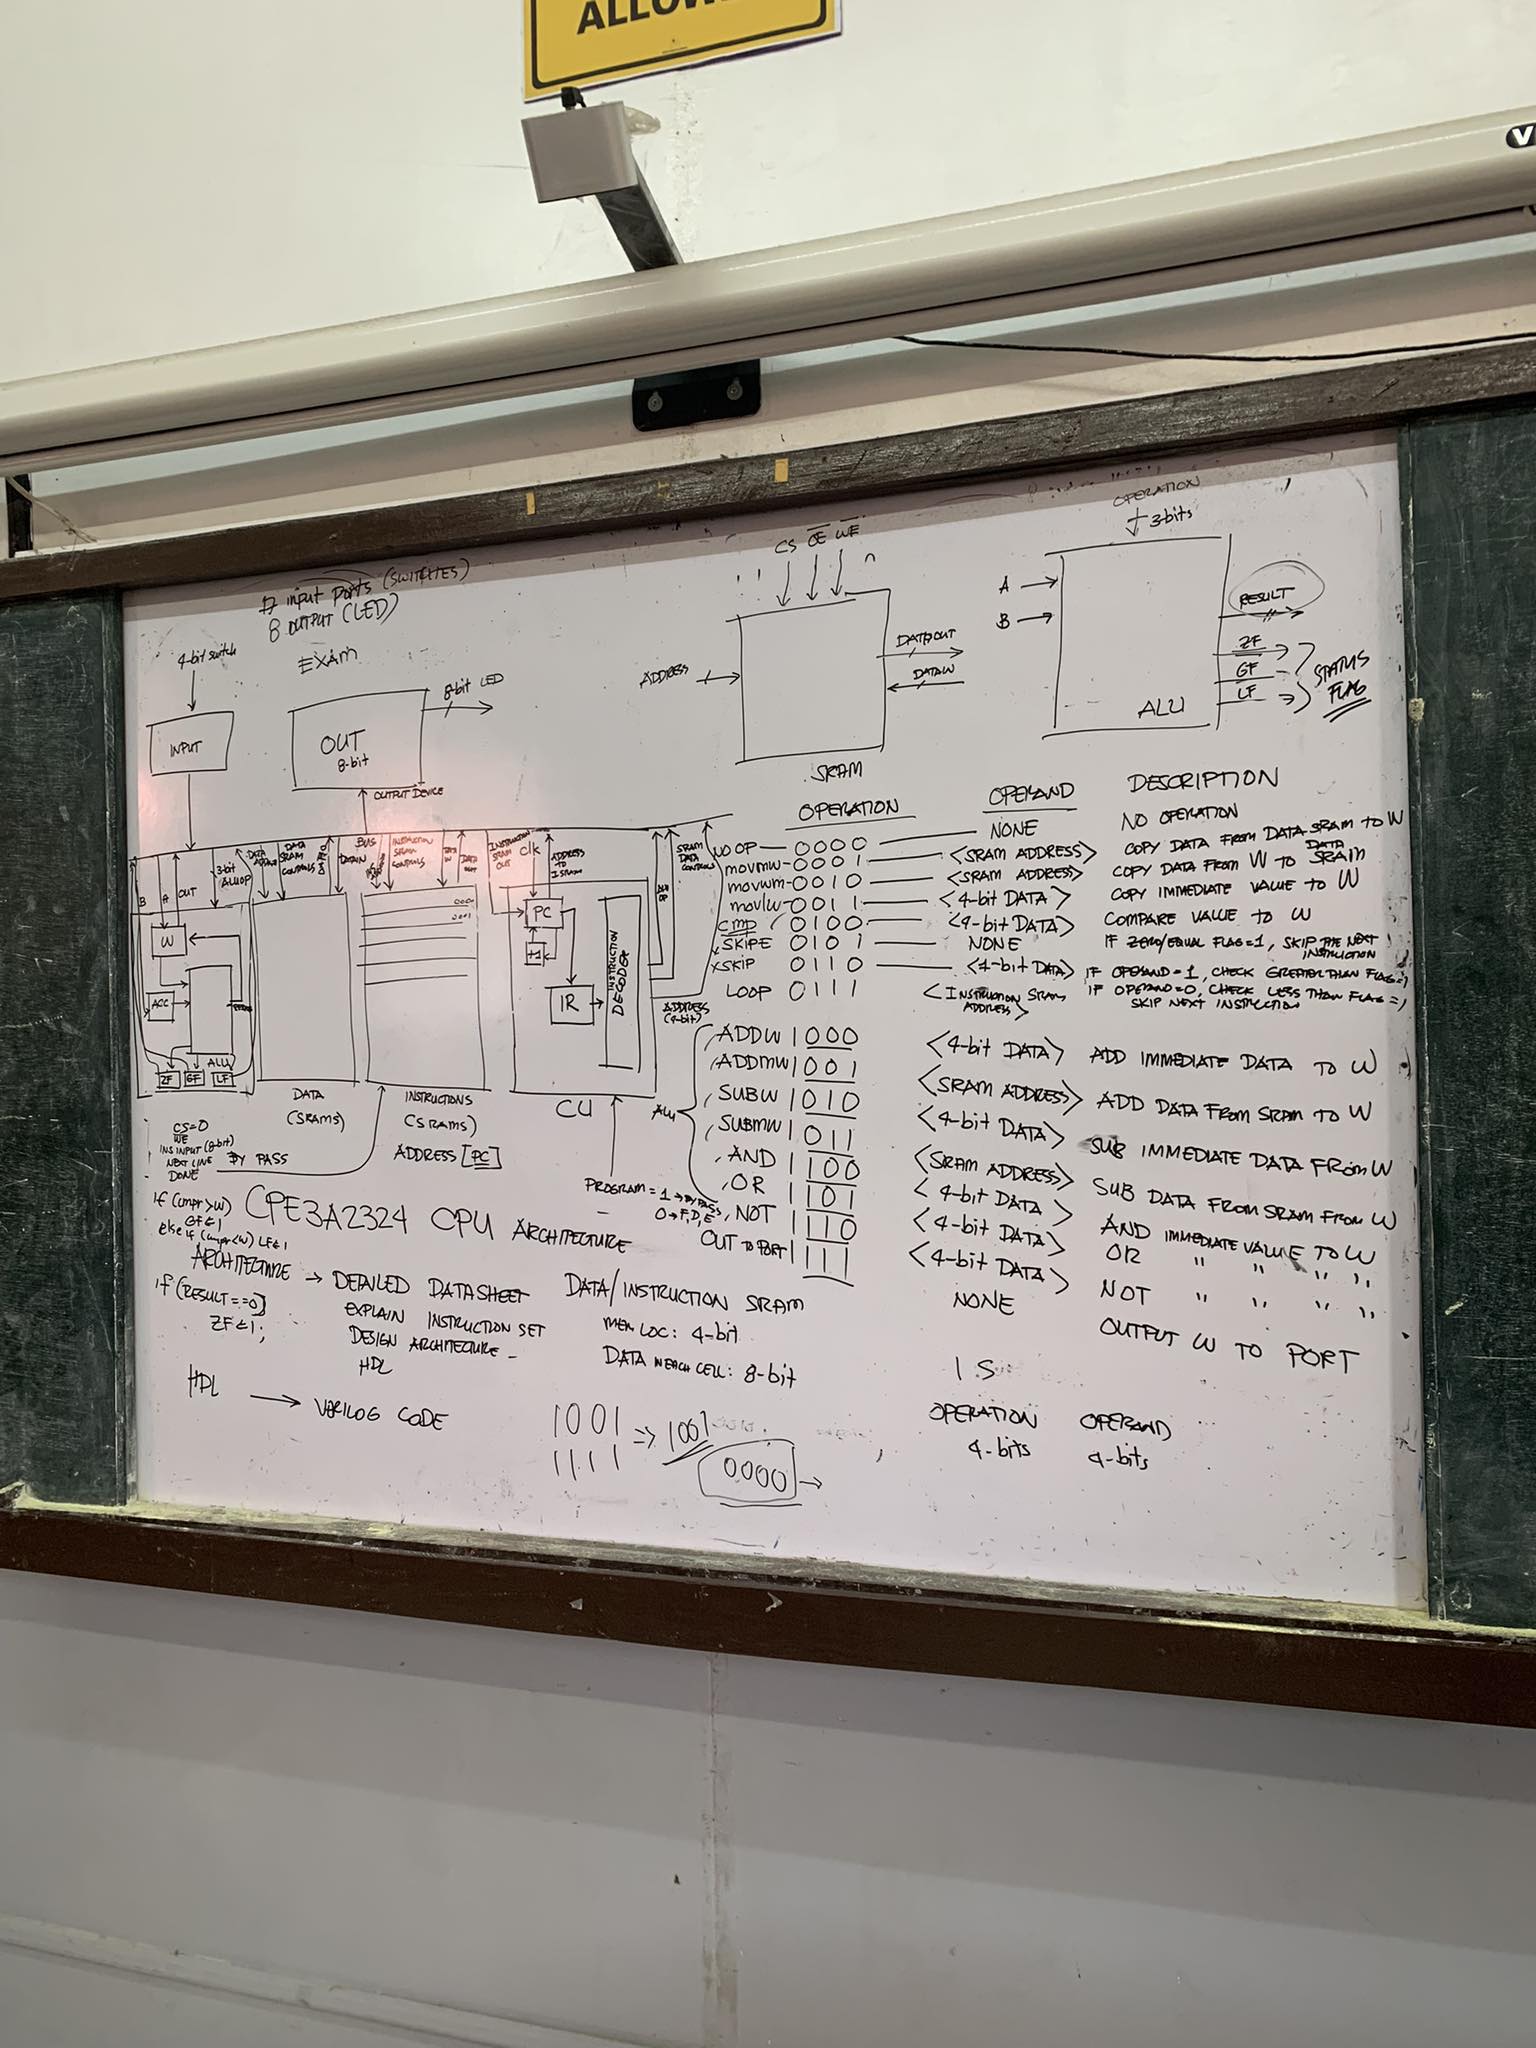 ALLOW
V
17 input ports (SWITCHES)
8 OUTPUT (LED)
EXAM
4-bit switch
INPUT
OUT
8-bit
8-bit LED
OUTPUT DEVICE
CS OE WE
ADDRESS
DATA OUT
DATA IN
SRAM
OPERATION
3-bits
A
B
RESULT
ZF
GF
LF
STATUS
FLAG
ALU
B
A
OUT
3-bit
ALUOP
DATA
SRAM
CONTROLS
DATA IN
BUS
INSTRUCTION
SRAM
CONTROLS
INSTRUCTION
SRAM
OUT
clk
ADDRESS
TO
I SRAM
SRAM
DATA
CONTROLS
W
ACC
ALU
ZF GF LF
0000
0001
PC
+1
IR
INSTRUCTION
DECODER
ALU
OP
ADDRESS
(4-bit)
DATA
(SRAMS)
INSTRUCTIONS
(SRAMS)
ADDRESS [PC]
CU
CS=0
WE
INS INPUT (8-bit)
NEXT LINE
DONE
BY PASS
PROGRAM = 1 → BYPASS
0 → F, D, E
if (cmpr>W)
GF ← 1
else if (cmpr<W) LF ← 1
CPE3A2324 CPU ARCHITECTURE
ARCHITECTURE → DETAILED DATASHEET
EXPLAIN INSTRUCTION SET
DESIGN ARCHITECTURE
HDL
if (RESULT==0)
ZF ← 1;
HDL → VERILOG CODE
DATA/INSTRUCTION SRAM
MEM LOC: 4-bit
DATA IN EACH CELL: 8-bit
1001
1111 ⇒ 1001
0000 →
OPERATION OPERAND DESCRIPTION
NO OP — 0000 — NONE NO OPERATION
movmw — 0001 — <SRAM ADDRESS> COPY DATA FROM DATA SRAM TO W
movwm — 0010 — <SRAM ADDRESS> COPY DATA FROM W TO DATA SRAM
movlw — 0011 — <4-bit DATA> COPY IMMEDIATE VALUE TO W
CMP — 0100 — <4-bit DATA> COMPARE VALUE TO W
SKIPE 0101 — NONE IF ZERO/EQUAL FLAG=1, SKIP THE NEXT INSTRUCTION
XSKIP 0110 — <4-bit DATA> IF OPERAND=1, CHECK GREATER THAN FLAG=1
IF OPERAND=0, CHECK LESS THAN FLAG=1
SKIP NEXT INSTRUCTION
LOOP 0111 <INSTRUCTION SRAM ADDRESS>
ALU
ADDW 1000 <4-bit DATA> ADD IMMEDIATE DATA TO W
ADDMW 1001 <SRAM ADDRESS> ADD DATA FROM SRAM TO W
SUBW 1010 <4-bit DATA> SUB IMMEDIATE DATA FROM W
SUBMW 1011 <SRAM ADDRESS> SUB DATA FROM SRAM FROM W
AND 1100 <4-bit DATA> AND IMMEDIATE VALUE TO W
OR 1101 <4-bit DATA> OR " " " "
NOT 1110 <4-bit DATA> NOT " " " "
OUT TO PORT 1111 NONE OUTPUT W TO PORT
IS
OPERATION OPERAND
4-bits 4-bits